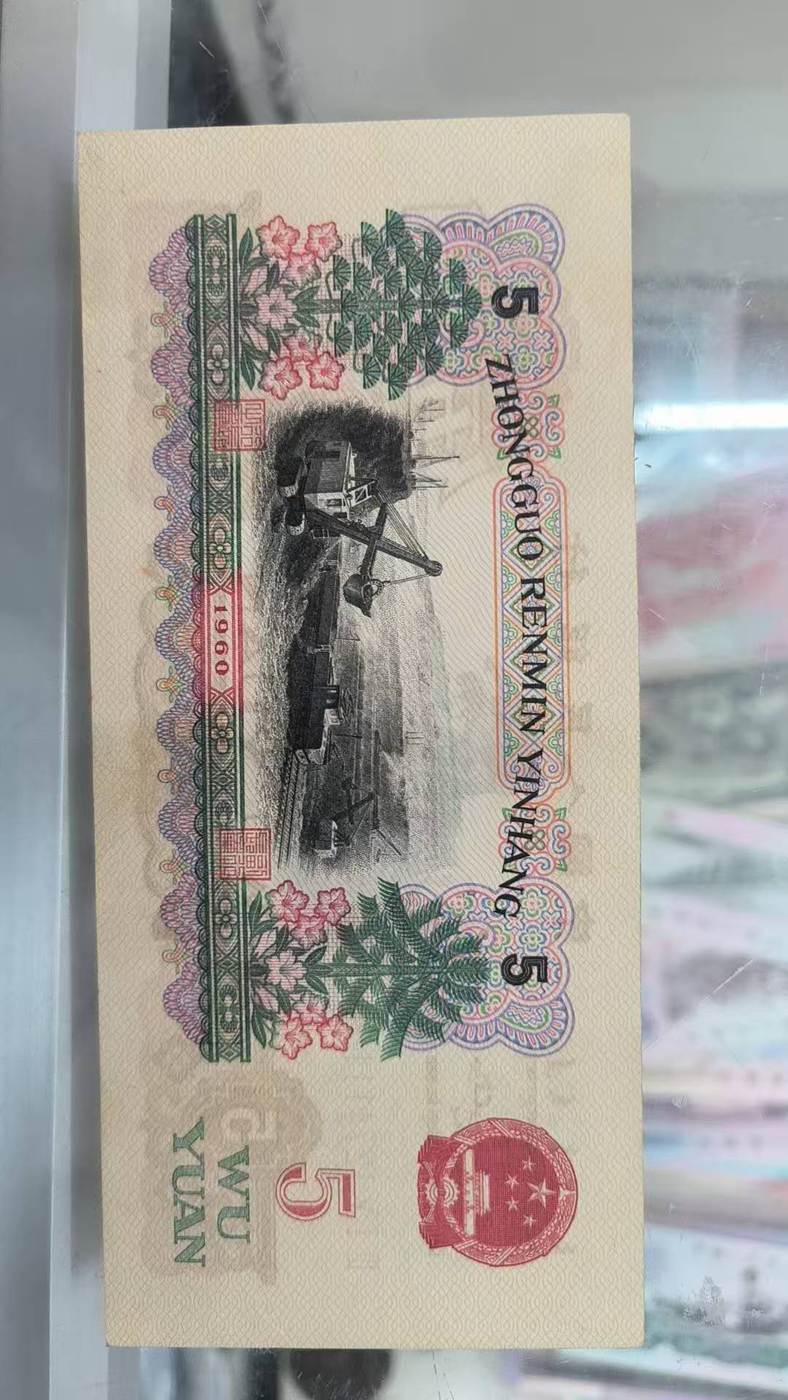 5 ZHONGGUO RENMIN YINHANG 5
1960
5
WU
YUAN